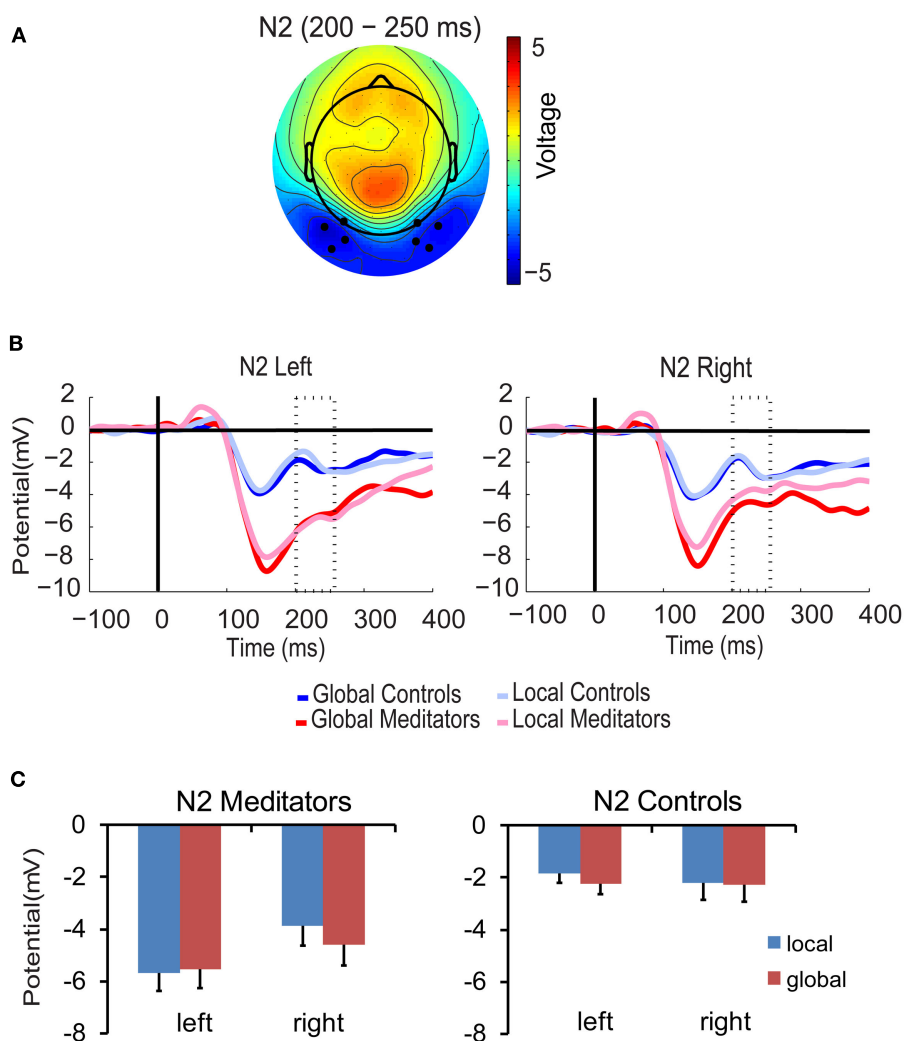 A
N2 (200 − 250 ms)
5
Voltage
−5
B
N2 Left
N2 Right
2
0
−2
−4
−6
−8
−10
Potential(mV)
−100 0 100 200 300 400
Time (ms)
−100 0 100 200 300 400
Time (ms)
2
0
−2
−4
−6
−8
−10
Global Controls
Local Controls
Global Meditators
Local Meditators
C
N2 Meditators
N2 Controls
0
-2
-4
-6
-8
Potential(mV)
left right
0
-2
-4
-6
-8
left right
local
global